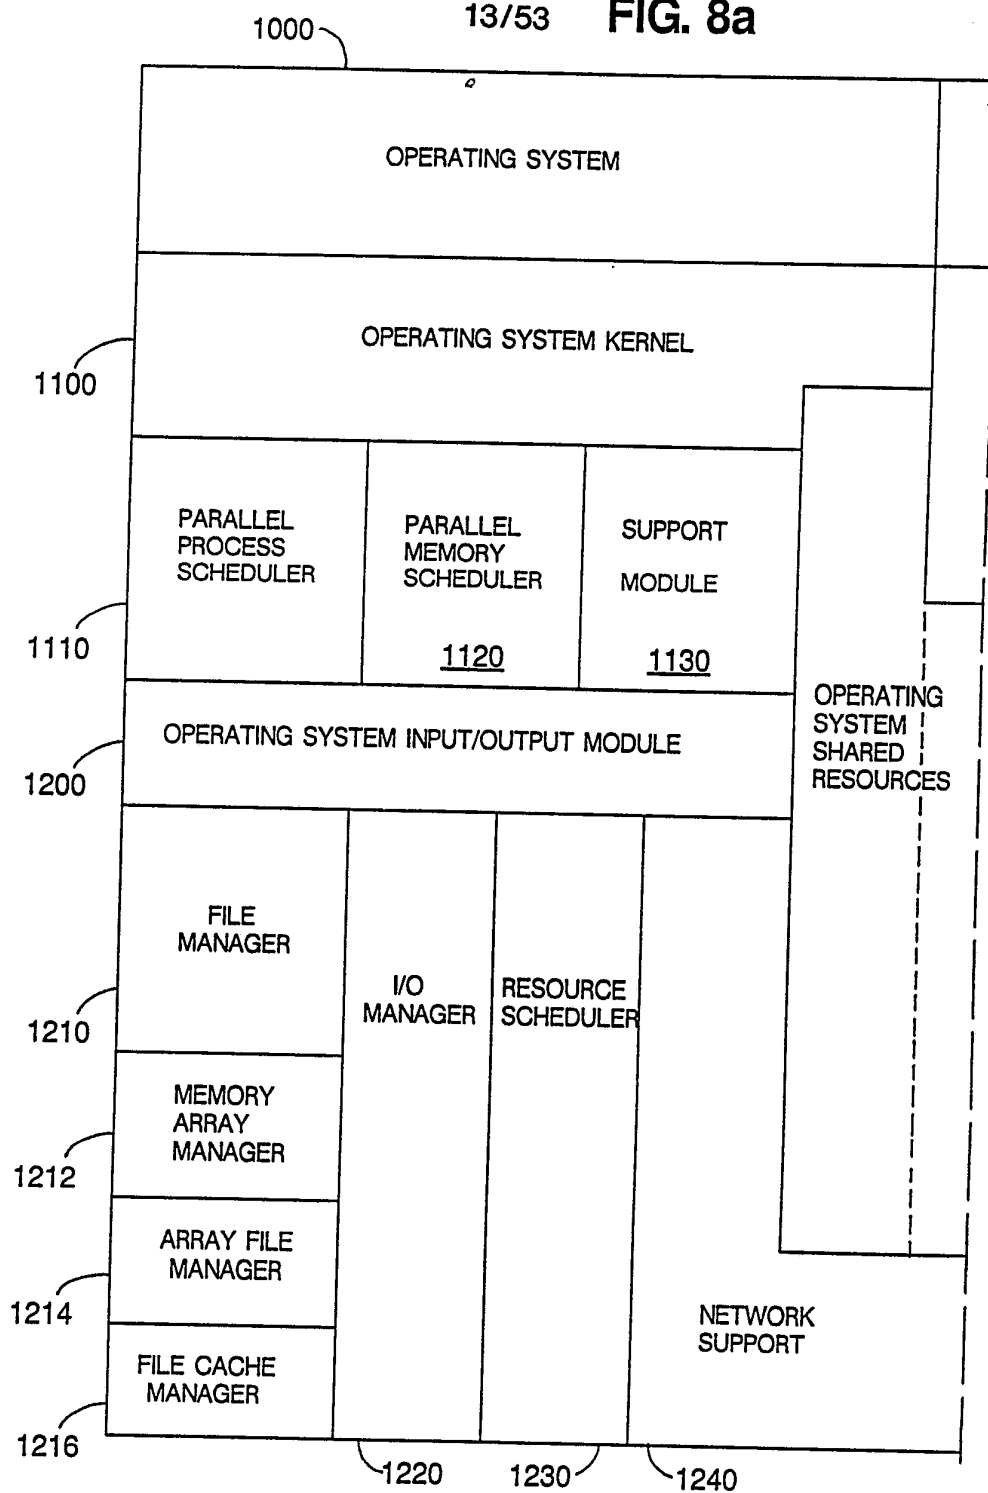 13/53 FIG. 8a
1000
OPERATING SYSTEM
OPERATING SYSTEM KERNEL
1100
PARALLEL
PROCESS
SCHEDULER
PARALLEL
MEMORY
SCHEDULER
1120
SUPPORT
MODULE
1130
1110
OPERATING
SYSTEM
SHARED
RESOURCES
OPERATING SYSTEM INPUT/OUTPUT MODULE
1200
FILE
MANAGER
I/O
MANAGER
RESOURCE
SCHEDULER
1210
MEMORY
ARRAY
MANAGER
1212
ARRAY FILE
MANAGER
1214
NETWORK
SUPPORT
FILE CACHE
MANAGER
1216
1220
1230
1240